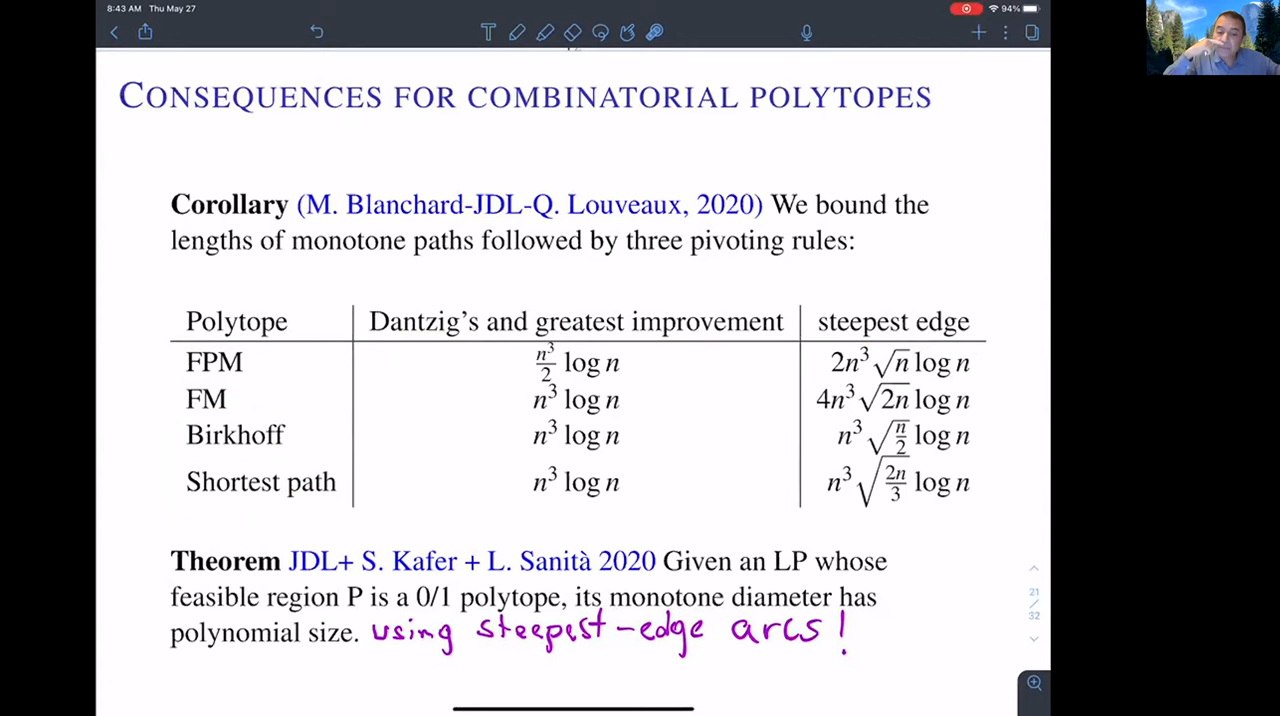 8:43 AM Thu May 27
94%
CONSEQUENCES FOR COMBINATORIAL POLYTOPES
Corollary (M. Blanchard-JDL-Q. Louveaux, 2020) We bound the
lengths of monotone paths followed by three pivoting rules:
Polytope Dantzig's and greatest improvement steepest edge
FPM n³/2 log n 2n³√n log n
FM n³ log n 4n³√2n log n
Birkhoff n³ log n n³√(n/2) log n
Shortest path n³ log n n³√(2n/3) log n
Theorem JDL+ S. Kafer + L. Sanità 2020 Given an LP whose
feasible region P is a 0/1 polytope, its monotone diameter has
polynomial size. using steepest-edge arcs!
21
/
32